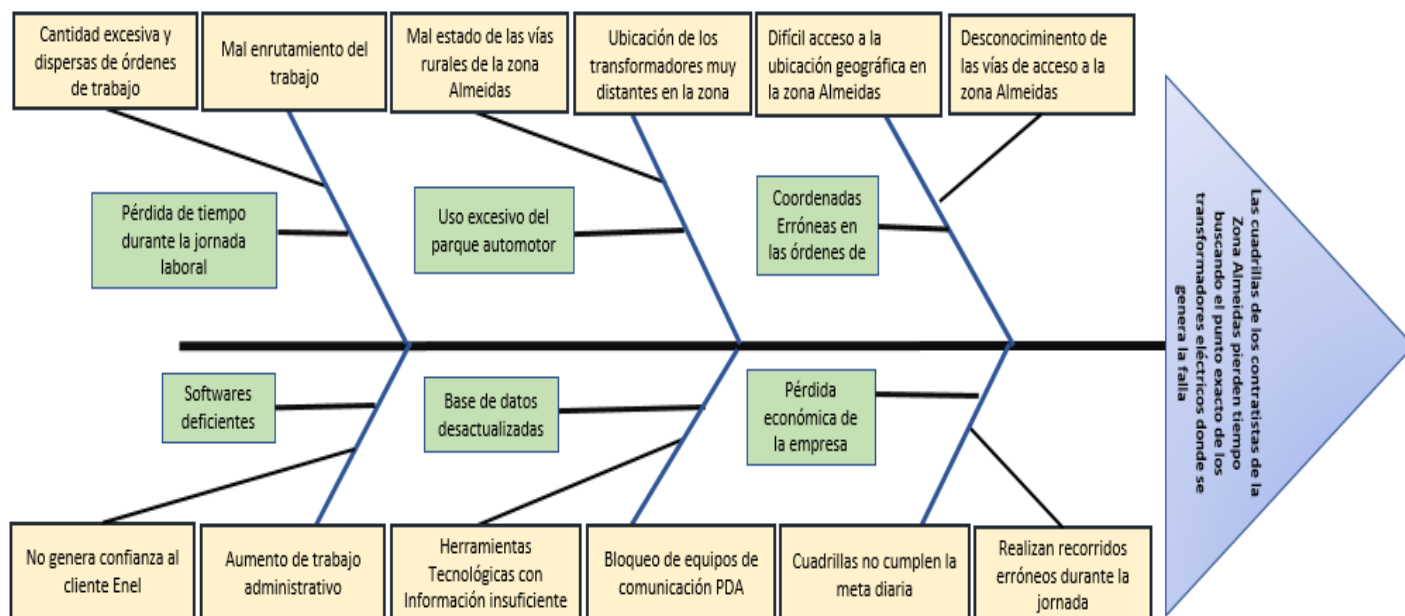 Cantidad excesiva y
dispersas de órdenes
de trabajo
Mal enrutamiento del
trabajo
Mal estado de las vías
rurales de la zona
Almeidas
Ubicación de los
transformadores muy
distantes en la zona
Difícil acceso a la
ubicación geográfica en
la zona Almeidas
Desconociminento de
las vías de acceso a la
zona Almeidas
Pérdida de tiempo
durante la jornada
laboral
Uso excesivo del
parque automotor
Coordenadas
Erróneas en
las órdenes de
Las cuadrillas de los contratistas de la
Zona Almeidas pierden tiempo
buscando el punto exacto de los
transformadores eléctricos donde se
genera la falla
Softwares
deficientes
Base de datos
desactualizadas
Pérdida
económica de
la empresa
No genera confianza al
cliente Enel
Aumento de trabajo
administrativo
Herramientas
Tecnológicas con
Información insuficiente
Bloqueo de equipos de
comunicación PDA
Cuadrillas no cumplen la
meta diaria
Realizan recorridos
erróneos durante la
jornada